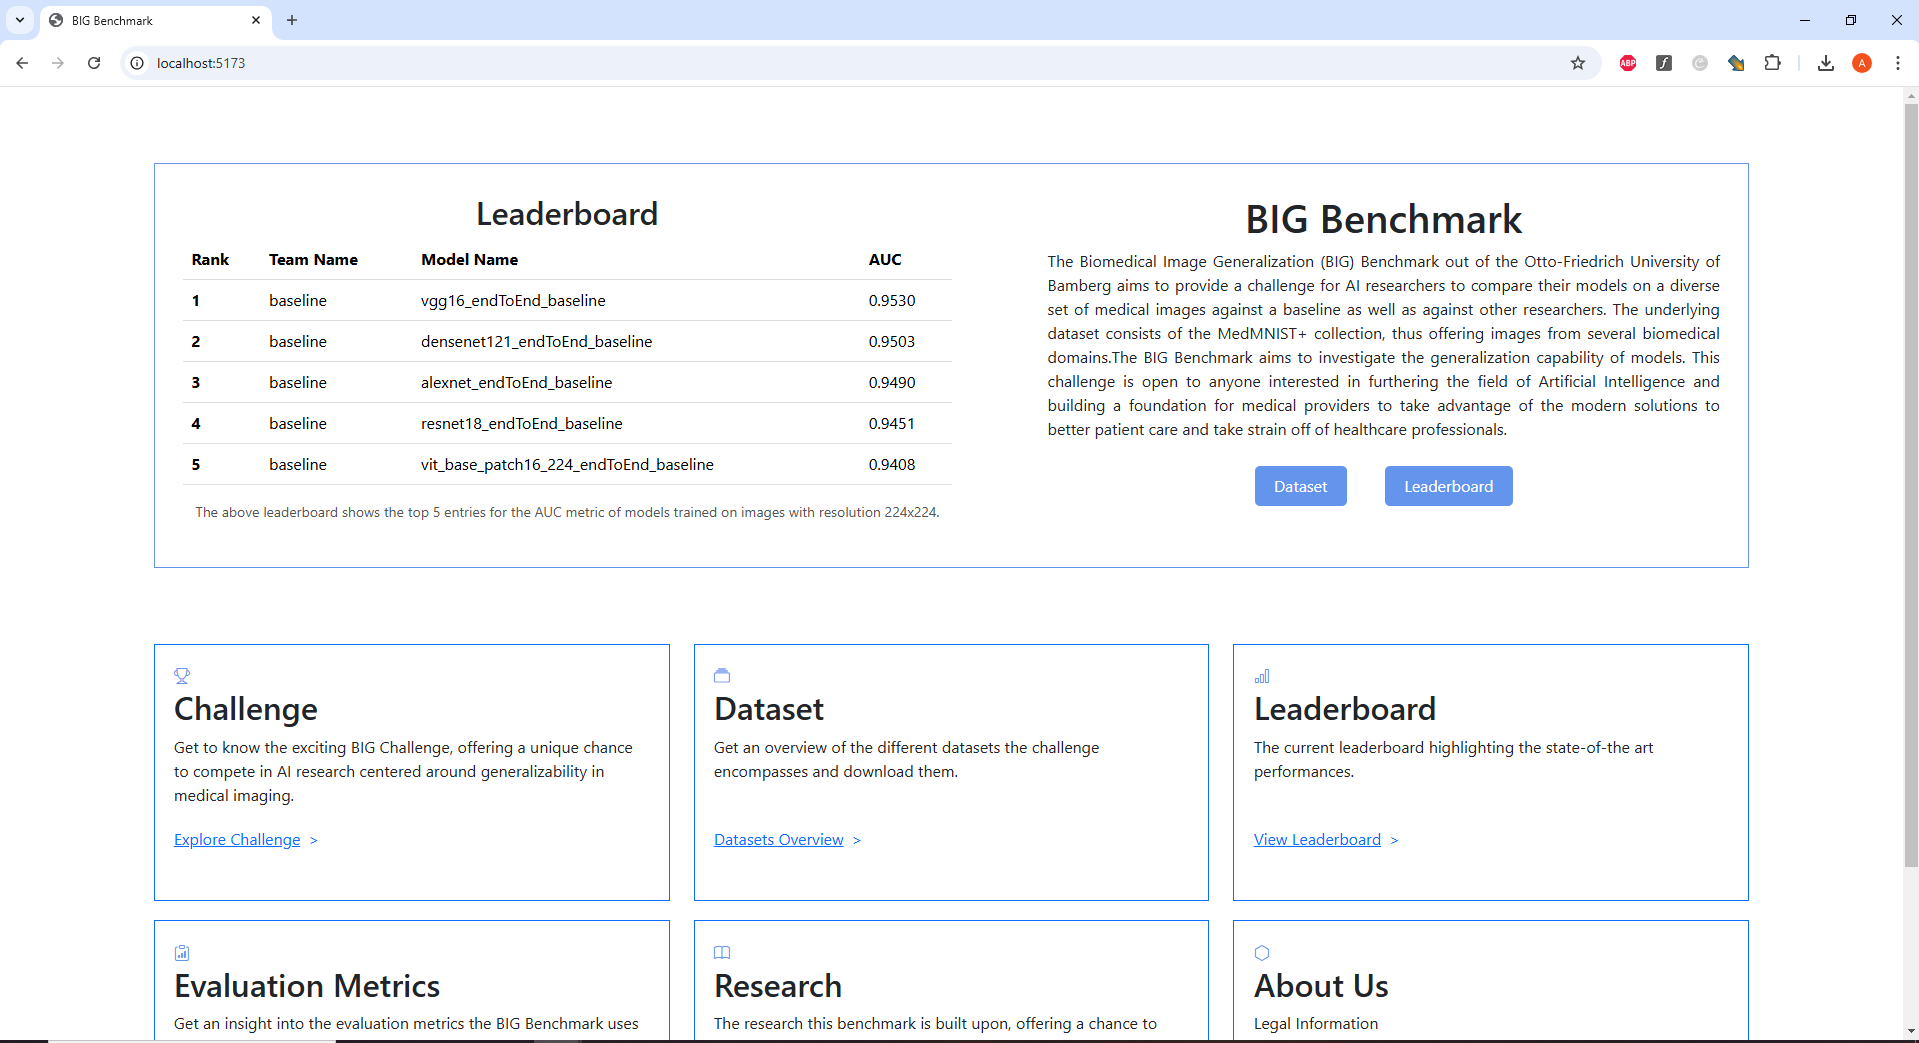 BIG Benchmark
localhost:5173
ABP
A
Leaderboard
Rank Team Name Model Name AUC
1 baseline vgg16_endToEnd_baseline 0.9530
2 baseline densenet121_endToEnd_baseline 0.9503
3 baseline alexnet_endToEnd_baseline 0.9490
4 baseline resnet18_endToEnd_baseline 0.9451
5 baseline vit_base_patch16_224_endToEnd_baseline 0.9408
The above leaderboard shows the top 5 entries for the AUC metric of models trained on images with resolution 224x224.
BIG Benchmark
The Biomedical Image Generalization (BIG) Benchmark out of the Otto-Friedrich University of
Bamberg aims to provide a challenge for AI researchers to compare their models on a diverse
set of medical images against a baseline as well as against other researchers. The underlying
dataset consists of the MedMNIST+ collection, thus offering images from several biomedical
domains.The BIG Benchmark aims to investigate the generalization capability of models. This
challenge is open to anyone interested in furthering the field of Artificial Intelligence and
building a foundation for medical providers to take advantage of the modern solutions to
better patient care and take strain off of healthcare professionals.
Dataset Leaderboard
Challenge
Get to know the exciting BIG Challenge, offering a unique chance
to compete in AI research centered around generalizability in
medical imaging.
Explore Challenge >
Dataset
Get an overview of the different datasets the challenge
encompasses and download them.
Datasets Overview >
Leaderboard
The current leaderboard highlighting the state-of-the art
performances.
View Leaderboard >
Evaluation Metrics
Get an insight into the evaluation metrics the BIG Benchmark uses
Research
The research this benchmark is built upon, offering a chance to
About Us
Legal Information